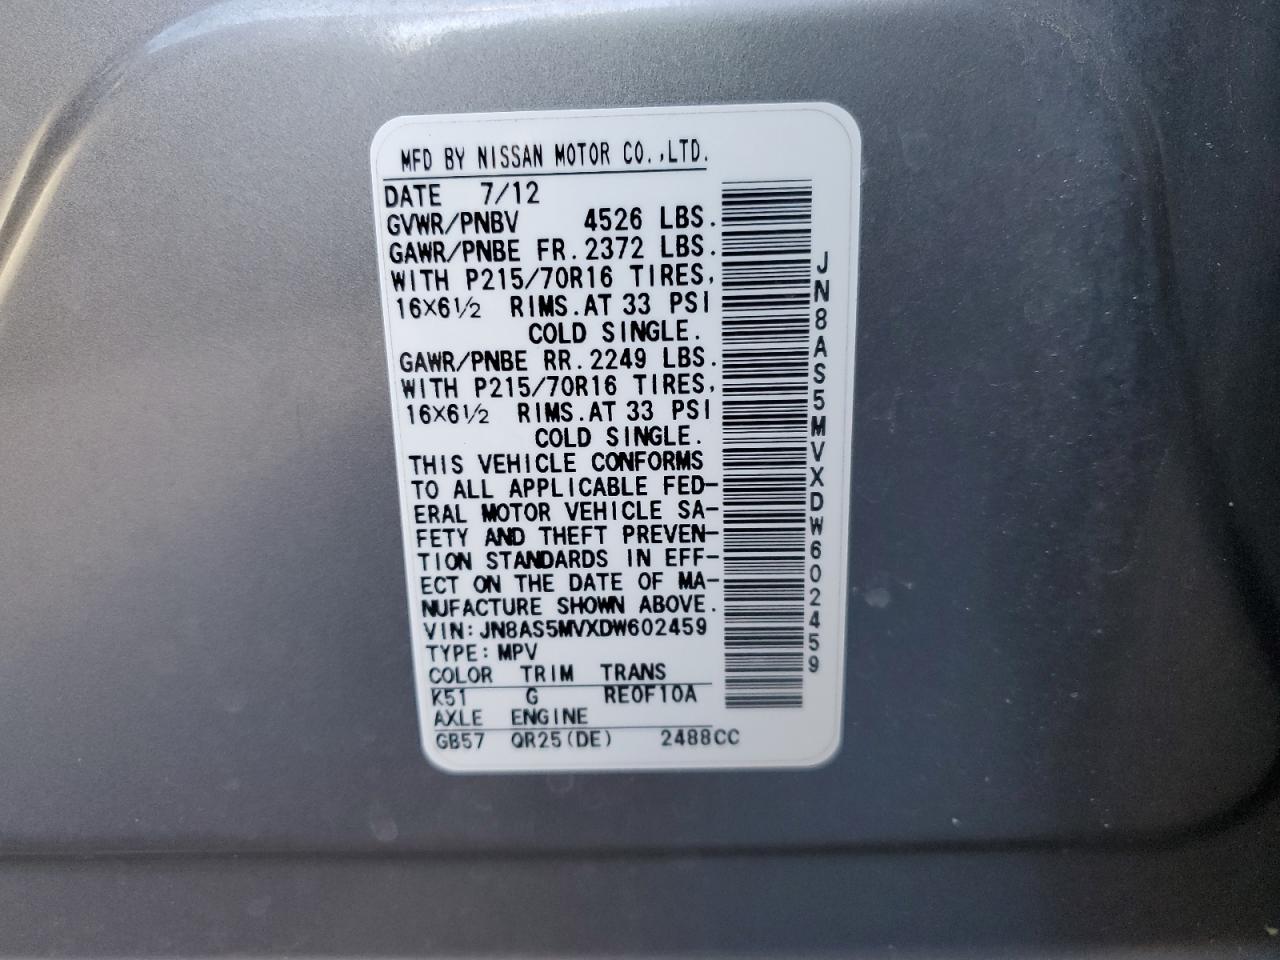 MFD BY NISSAN MOTOR CO.,LTD.
DATE 7/12
GVWR/PNBV 4526 LBS.
GAWR/PNBE FR.2372 LBS.
WITH P215/70R16 TIRES,
16X6½ RIMS.AT 33 PSI
COLD SINGLE.
GAWR/PNBE RR.2249 LBS.
WITH P215/70R16 TIRES,
16X6½ RIMS.AT 33 PSI
COLD SINGLE.
THIS VEHICLE CONFORMS
TO ALL APPLICABLE FED-
ERAL MOTOR VEHICLE SA-
FETY AND THEFT PREVEN-
TION STANDARDS IN EFF-
ECT ON THE DATE OF MA-
NUFACTURE SHOWN ABOVE.
VIN:JN8AS5MVXDW602459
TYPE:MPV
COLOR TRIM TRANS
K51 G RE0F10A
AXLE ENGINE
GB57 QR25(DE) 2488CC
JN8AS5MVXDW602459